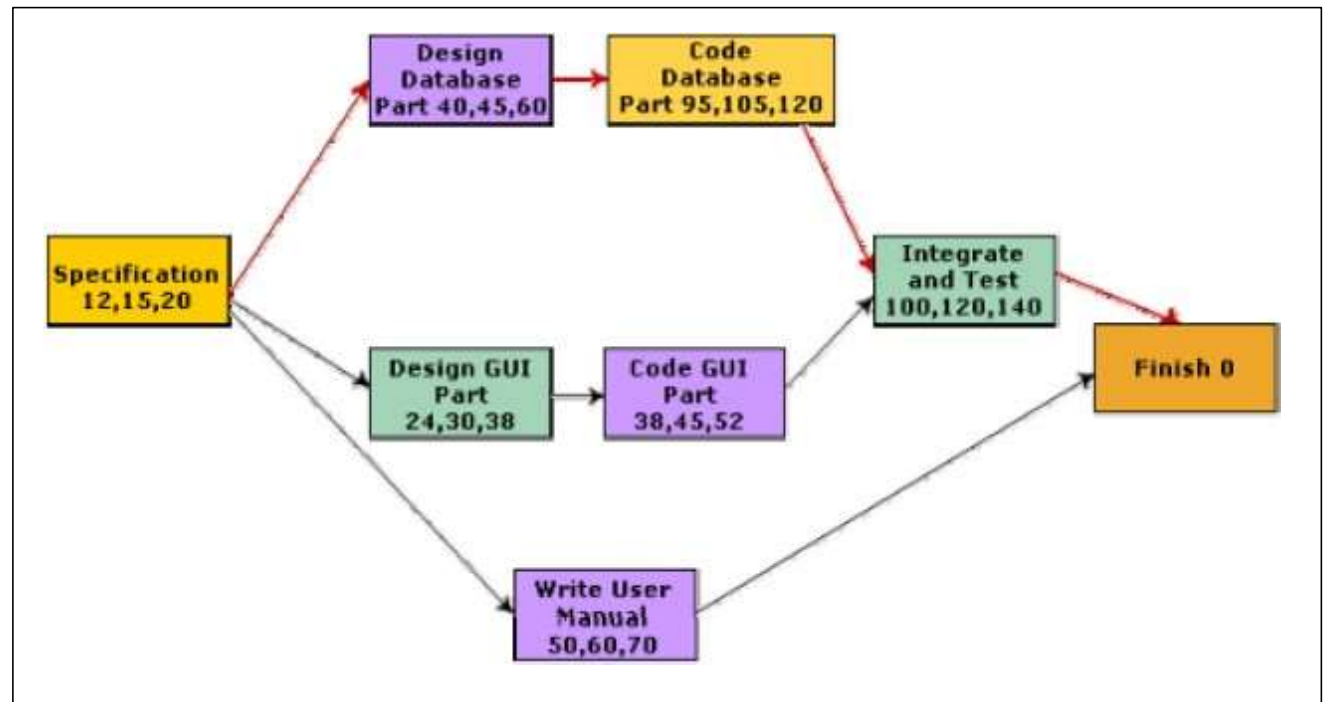 Design
Database
Part 40,45,60
Code
Database
Part 95,105,120
Specification
12,15,20
Integrate
and Test
100,120,140
Design GUI
Part
24,30,38
Code GUI
Part
38,45,52
Finish 0
Write User
Manual
50,60,70